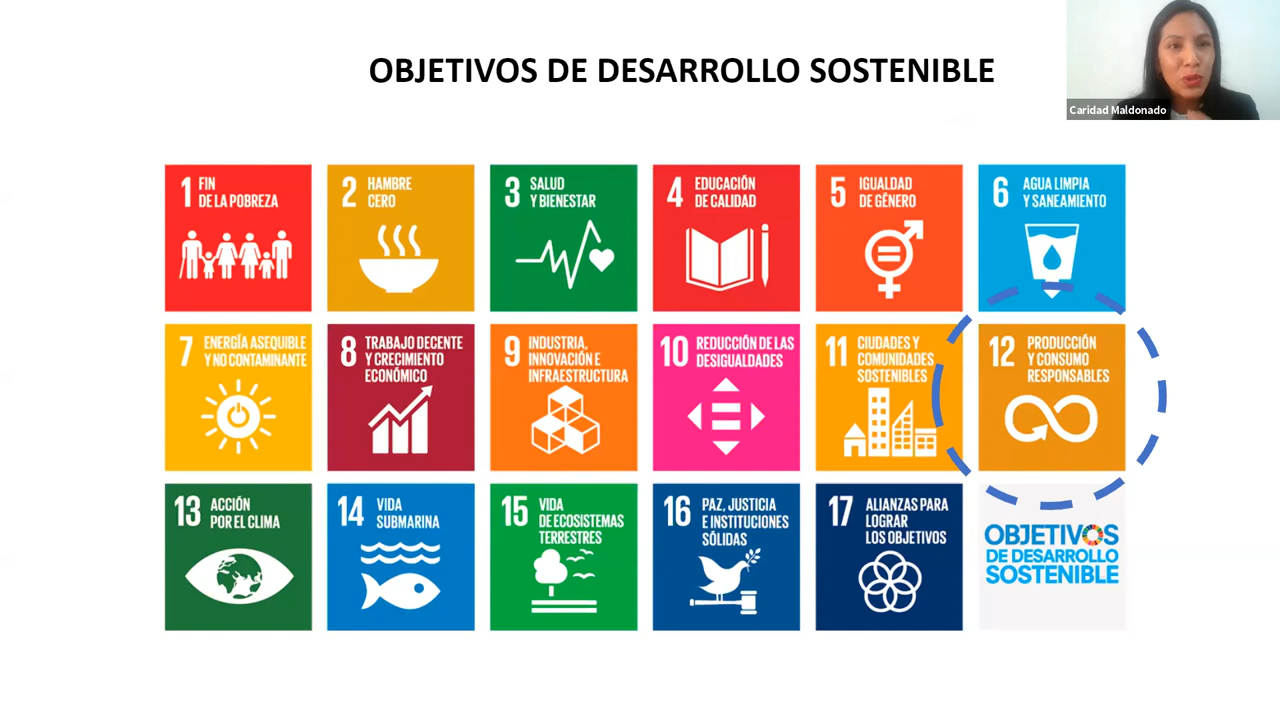 OBJETIVOS DE DESARROLLO SOSTENIBLE
Caridad Maldonado
1 FIN
DE LA POBREZA
2 HAMBRE
CERO
3 SALUD
Y BIENESTAR
4 EDUCACIÓN
DE CALIDAD
5 IGUALDAD
DE GÉNERO
6 AGUA LIMPIA
Y SANEAMIENTO
7 ENERGÍA ASEQUIBLE
Y NO CONTAMINANTE
8 TRABAJO DECENTE
Y CRECIMIENTO
ECONÓMICO
9 INDUSTRIA,
INNOVACIÓN E
INFRAESTRUCTURA
10 REDUCCIÓN DE LAS
DESIGUALDADES
11 CIUDADES Y
COMUNIDADES
SOSTENIBLES
12 PRODUCCIÓN
Y CONSUMO
RESPONSABLES
13 ACCIÓN
POR EL CLIMA
14 VIDA
SUBMARINA
15 VIDA
DE ECOSISTEMAS
TERRESTRES
16 PAZ, JUSTICIA
E INSTITUCIONES
SÓLIDAS
17 ALIANZAS PARA
LOGRAR
LOS OBJETIVOS
OBJETIVOS
DE DESARROLLO
SOSTENIBLE